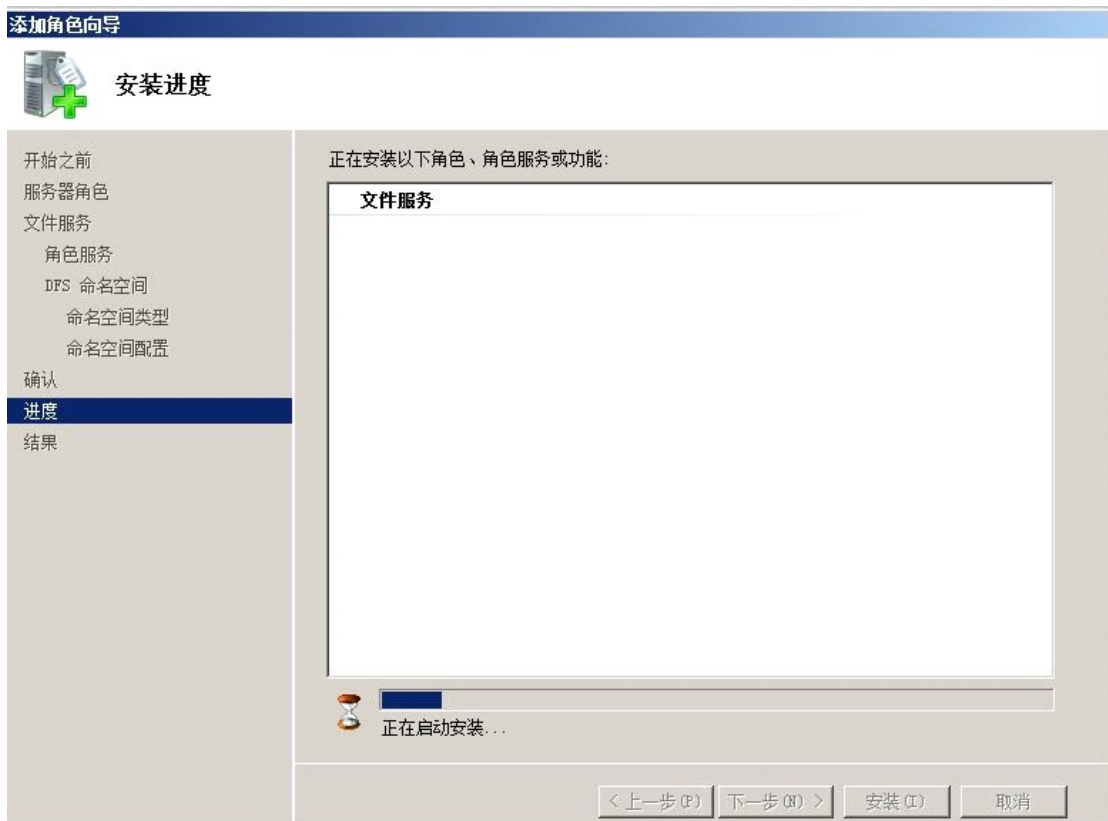 添加角色向导
安装进度
开始之前
服务器角色
文件服务
角色服务
DFS 命名空间
命名空间类型
命名空间配置
确认
进度
结果
正在安装以下角色、角色服务或功能:
文件服务
正在启动安装...
< 上一步(P) 下一步(N) > 安装(I) 取消